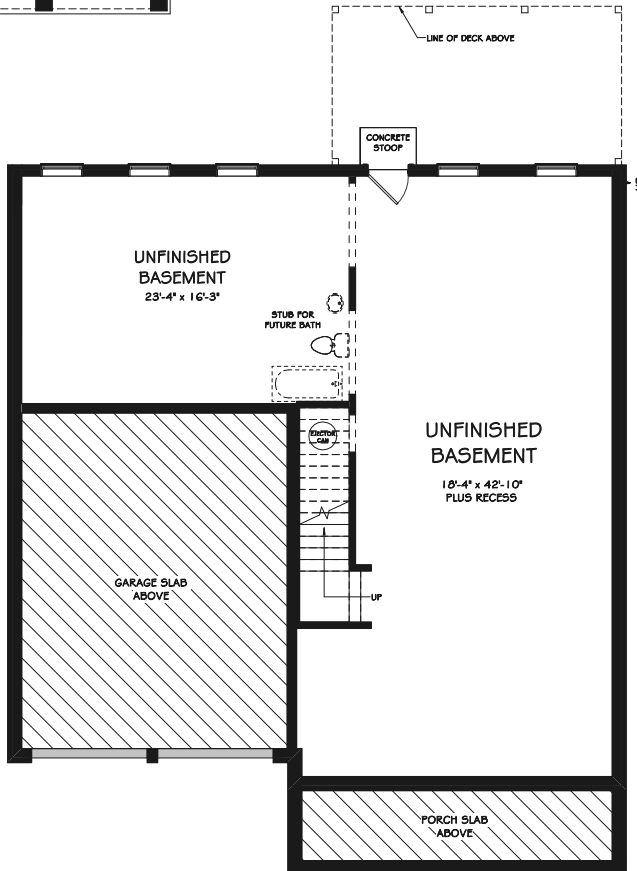 LINE OF DECK ABOVE
CONCRETE
STOOP
UNFINISHED
BASEMENT
23'-4" x 16'-3"
STUB FOR
FUTURE BATH
EJECTOR
CAN
UNFINISHED
BASEMENT
18'-4" x 42'-10"
PLUS RECESS
GARAGE SLAB
ABOVE
UP
PORCH SLAB
ABOVE